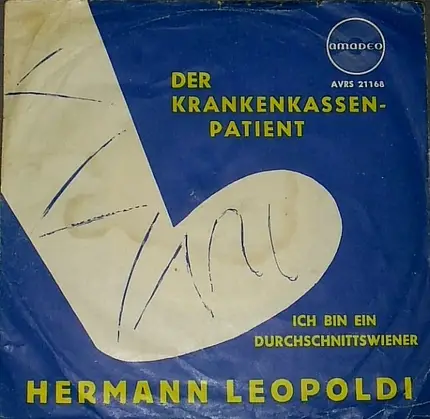 amadeo
AVRS 21168
DER
KRANKENKASSEN-
PATIENT
ICH BIN EIN
DURCHSCHNITTSWIENER
HERMANN LEOPOLDI